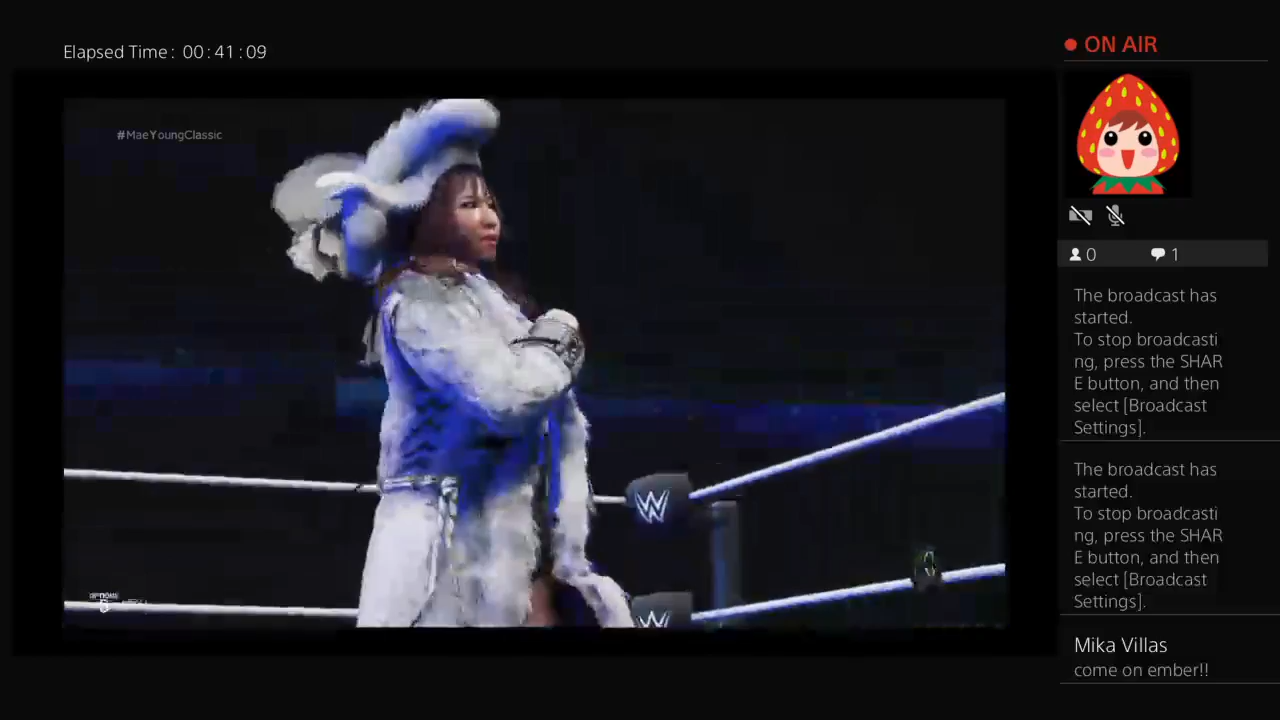 Elapsed Time: 00:41:09
ON AIR
#MaeYoungClassic
0 1
The broadcast has
started.
To stop broadcasti
ng, press the SHAR
E button, and then
select [Broadcast
Settings].
The broadcast has
started.
To stop broadcasti
ng, press the SHAR
E button, and then
select [Broadcast
Settings].
Mika Villas
come on ember!!
W
W